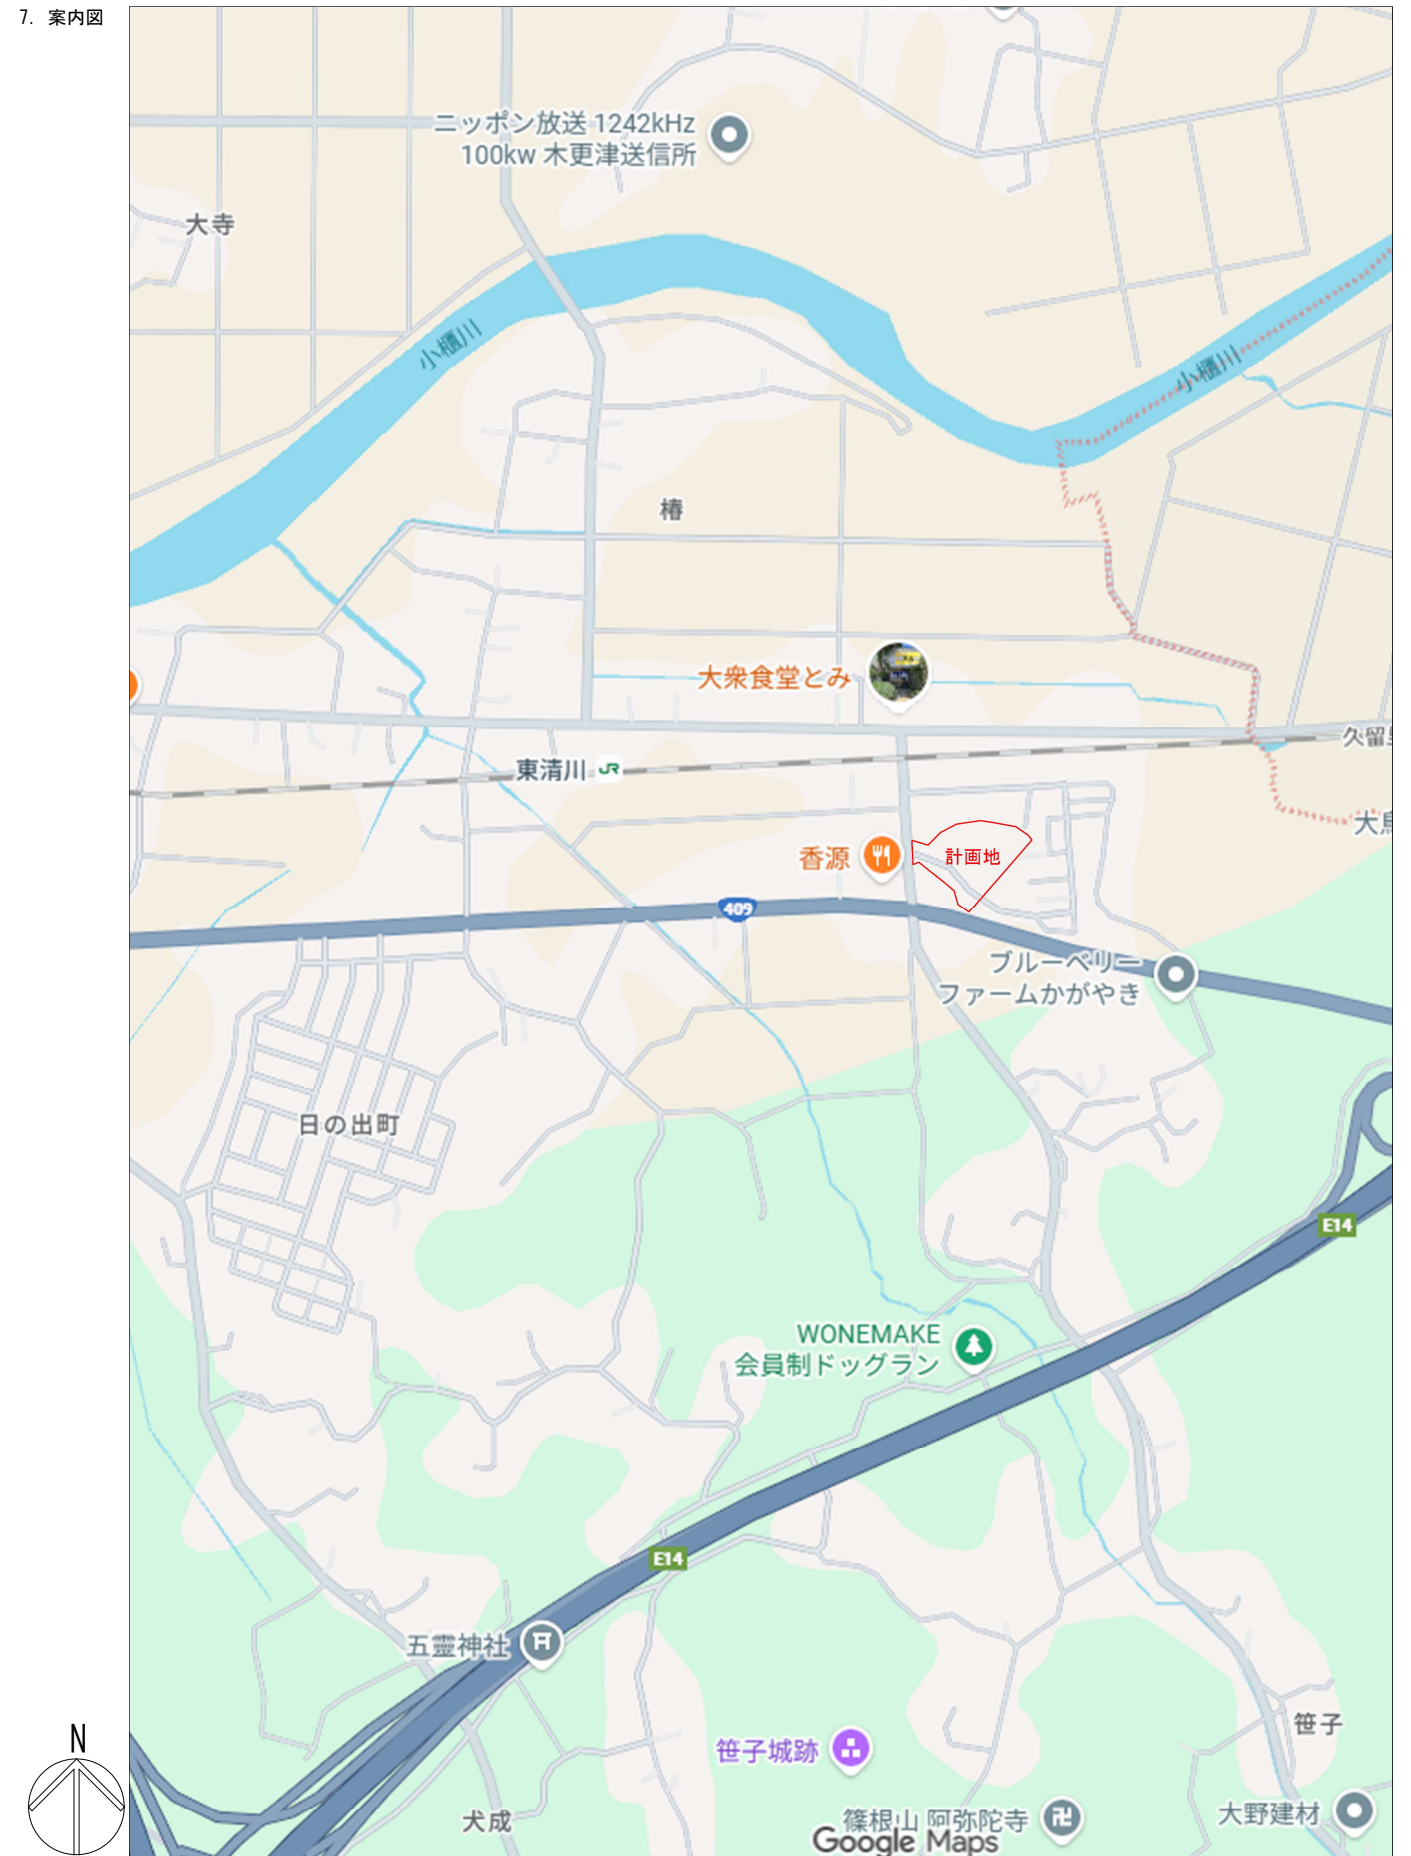 7. 案内図
ニッポン放送 1242kHz
100kw 木更津送信所
大寺
小櫃川
小櫃川
椿
大衆食堂とみ
久留里
東清川 JR
大鳥
香源
計画地
409
ブルーベリー
ファームかがやき
日の出町
E14
WONEMAKE
会員制ドッグラン
E14
五霊神社
N
笹子
笹子城跡
犬成
篠根山 阿弥陀寺
大野建材
Google Maps